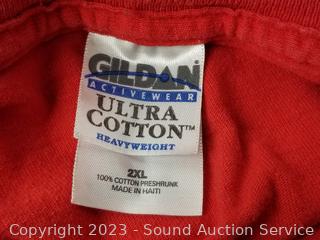 GILDAN
ACTIVEWEAR
ULTRA
COTTON™
HEAVYWEIGHT
2XL
100% COTTON PRESHRUNK
MADE IN HAITI
Copyright 2023 - Sound Auction Service